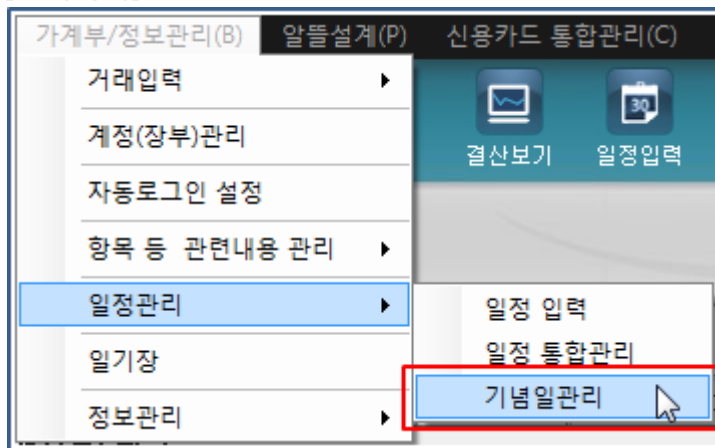 가계부/정보관리(B) 알뜰설계(P) 신용카드 통합관리(C)
거래입력
계정(장부)관리
자동로그인 설정
항목 등 관련내용 관리
일정관리
일기장
정보관리
30
결산보기 일정입력
일정 입력
일정 통합관리
기념일관리